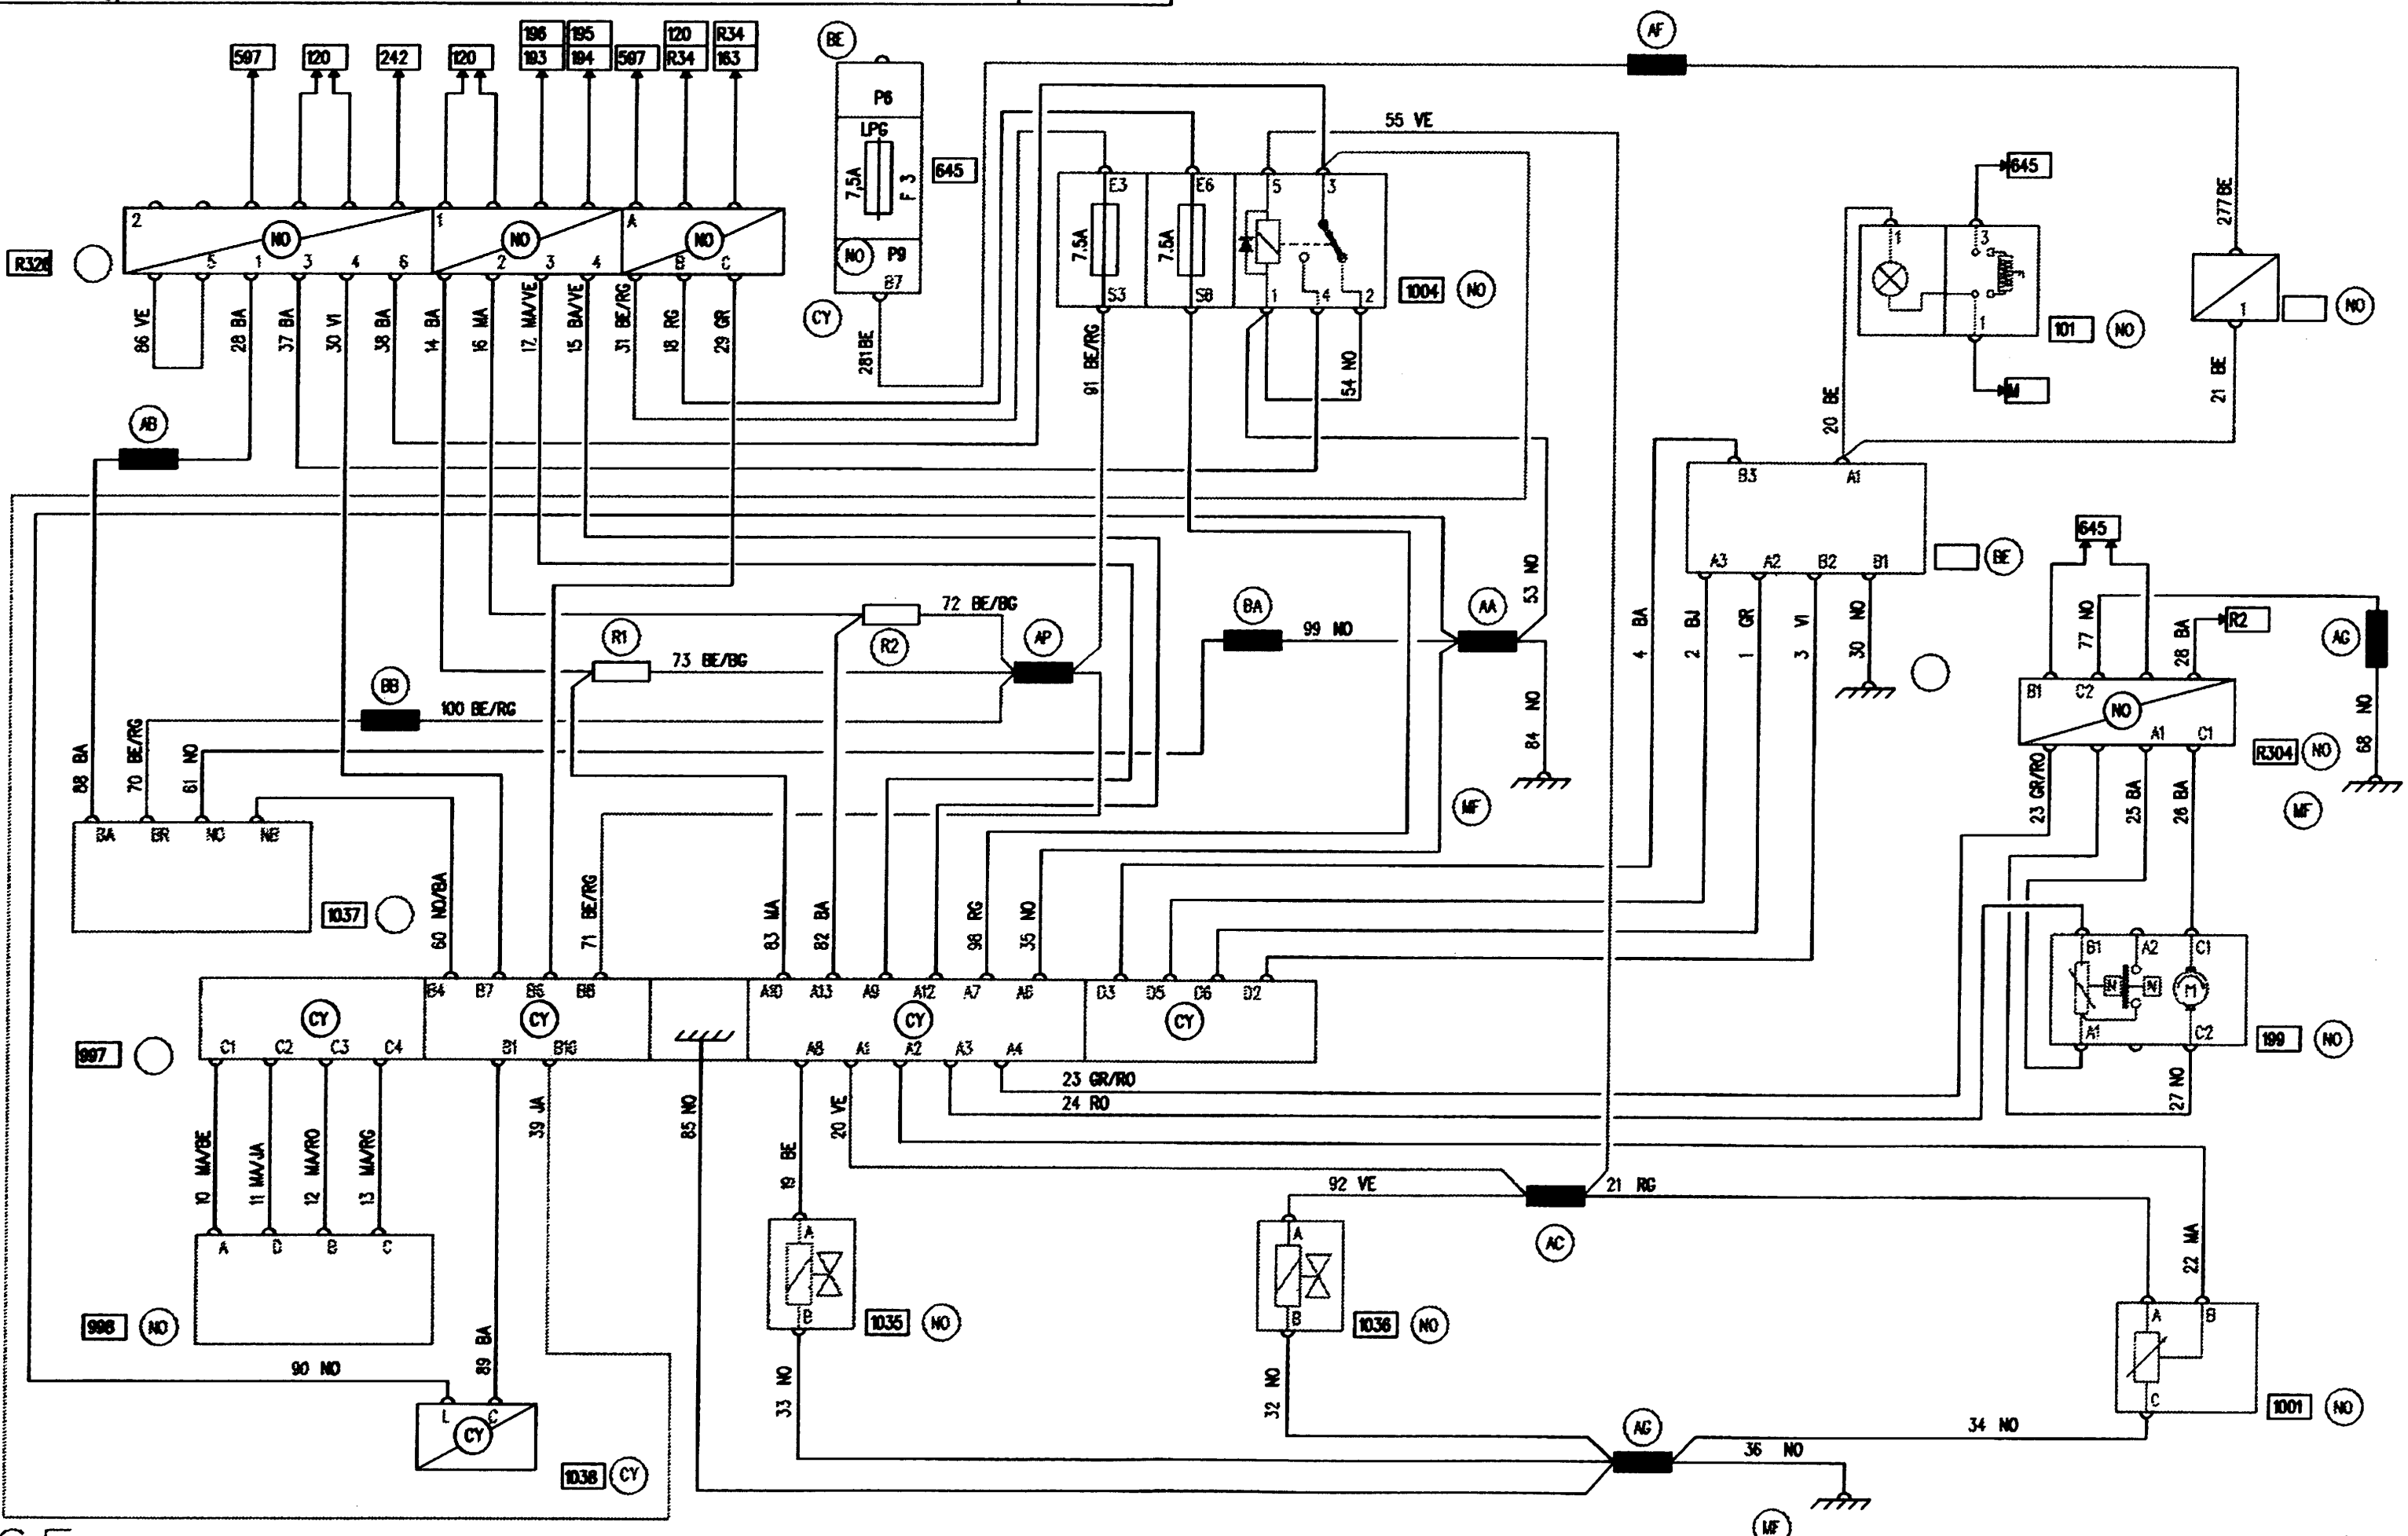 AF
196 195 120 R34
597 120 242 120 193 194 597 R34 163
BE
P6
LPG
7,5A
F 3
645
P9
NO
B7
CY
281BE
55 VE
E3 E6 5 3
7.5A 7.5A
S3 1 4 2
1004 NO
91 BE/RG
54 NO
645
1 3
1
101 NO
M
277BE
1
NO
21 BE
20 BE
2 1 A
NO NO NO
5 1 3 4 6 2 3 4 B C
86 VE
28 BA
37 BA
30 VI
38 BA
14 BA
16 MA
17 MA/VE
15 BA/VE
31 BE/RG
18 RG
29 GR
AB
B3 A1
A3 A2 B2 B1
BE
4 BA
2 BJ
1 GR
3 VI
30 NO
53 NO
645
77 NO
28 BA
R2
AG
B1 C2
NO
A1 C1
R304 NO
68 NO
MF
23 GR/RO
25 BA
26 BA
72 BE/BG
R2
R1
73 BE/BG
AP
BA
99 NO
AA
84 NO
MF
BB
100 BE/RG
88 BA
70 BE/RG
61 NO
BA BR NO NB
1037
60 NO/BA
71 BE/RG
83 MA
82 BA
98 RG
35 NO
B4 B7 A10 A13 A9 A12 A7 D3 D5 D6 D2
CY CY CY CY
C1 C2 C3 C4 B1 A8 A1 A2 A3 A4
997
B1 A2 C1
M
A1 C2
199 NO
27 NO
23 GR/RO
24 RO
10 MA/BE
11 MA/JA
12 MA/RO
13 MA/RG
39 JA
85 NO
19 BE
20 VE
92 VE
21 RG
AC
22 MA
A D B C
NO
A
B
1035 NO
A
B
1036 NO
A B
C
1001 NO
90 NO
89 BA
L C
CY
CY
33 NO
32 NO
AG
34 NO
36 NO
MF